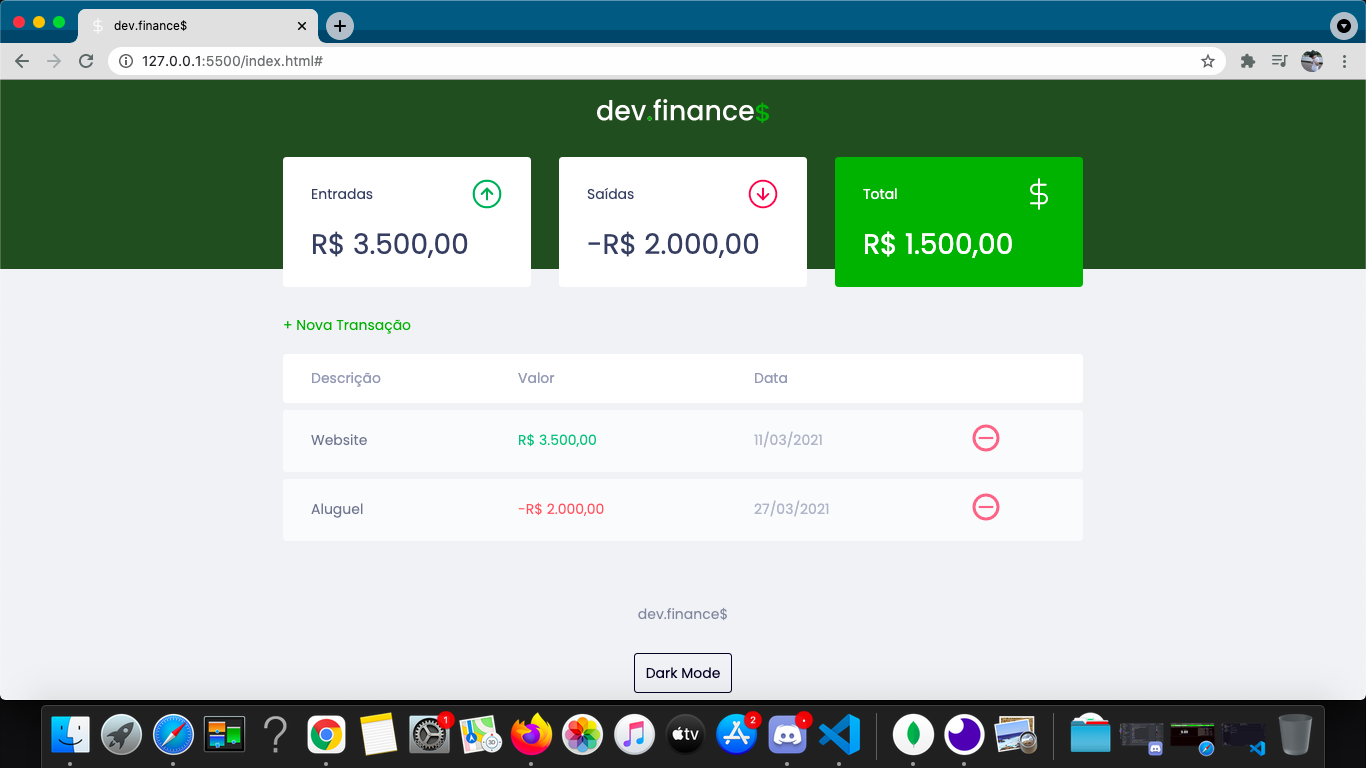 dev.finance$
127.0.0.1:5500/index.html#
dev.finance$
Entradas
R$ 3.500,00
Saídas
-R$ 2.000,00
Total
R$ 1.500,00
+ Nova Transação
Descrição Valor Data
Website R$ 3.500,00 11/03/2021
Aluguel -R$ 2.000,00 27/03/2021
dev.finance$
Dark Mode
1
30
tv
2